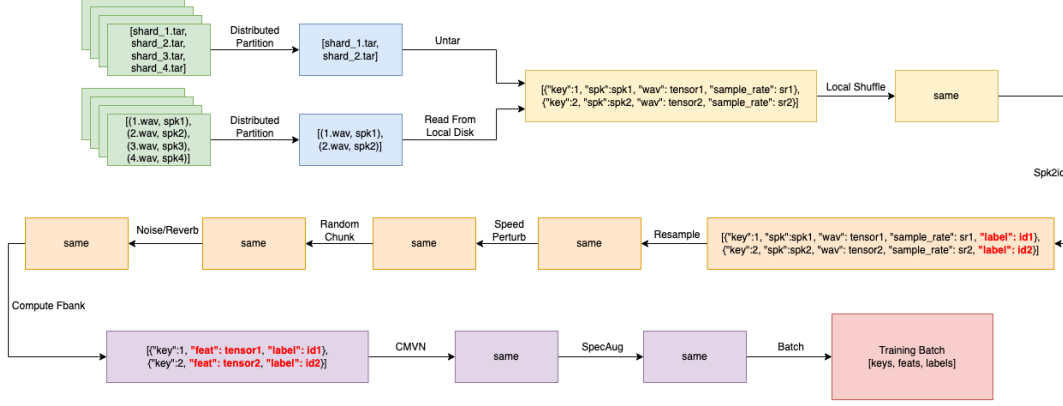 [shard_1.tar,
shard_2.tar,
shard_3.tar,
shard_4.tar]
Distributed
Partition
[shard_1.tar,
shard_2.tar]
Untar
[(1.wav, spk1),
(2.wav, spk2),
(3.wav, spk3),
(4.wav, spk4)]
Distributed
Partition
[(1.wav, spk1),
(2.wav, spk2)]
Read From
Local Disk
[{"key":1, "spk":spk1, "wav": tensor1, "sample_rate": sr1},
{"key":2, "spk":spk2, "wav": tensor2, "sample_rate": sr2}]
Local Shuffle
same
[{"key":1, "spk":spk1, "wav": tensor1, "sample_rate": sr1, "label": id1},
{"key":2, "spk":spk2, "wav": tensor2, "sample_rate": sr2, "label": id2}]
Resample
same
Speed
Perturb
same
Random
Chunk
same
Noise/Reverb
same
Compute Fbank
[{"key":1, "feat": tensor1, "label": id1},
{"key":2, "feat": tensor2, "label": id2}]
CMVN
same
SpecAug
same
Batch
Training Batch
[keys, feats, labels]